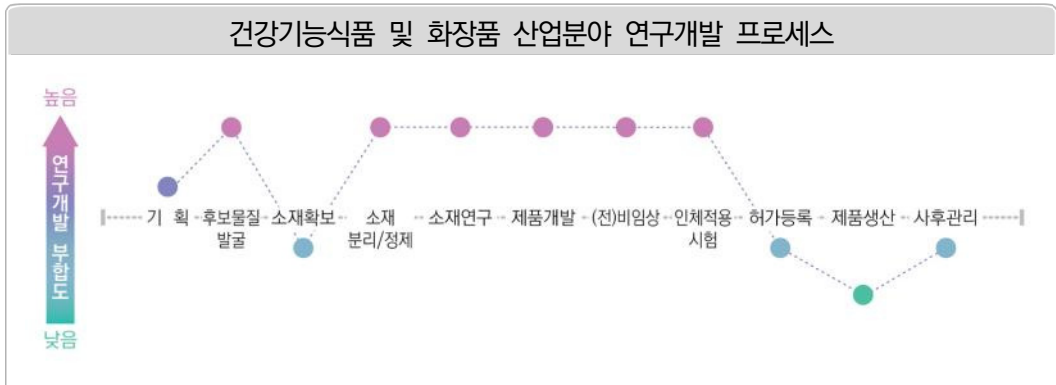 건강기능식품 및 화장품 산업분야 연구개발 프로세스
높음
연구개발 부합도
낮음
기 획
후보물질
발굴
소재확보
소재
분리/정제
소재연구
제품개발
(전)비임상
인체적용
시험
허가등록
제품생산
사후관리